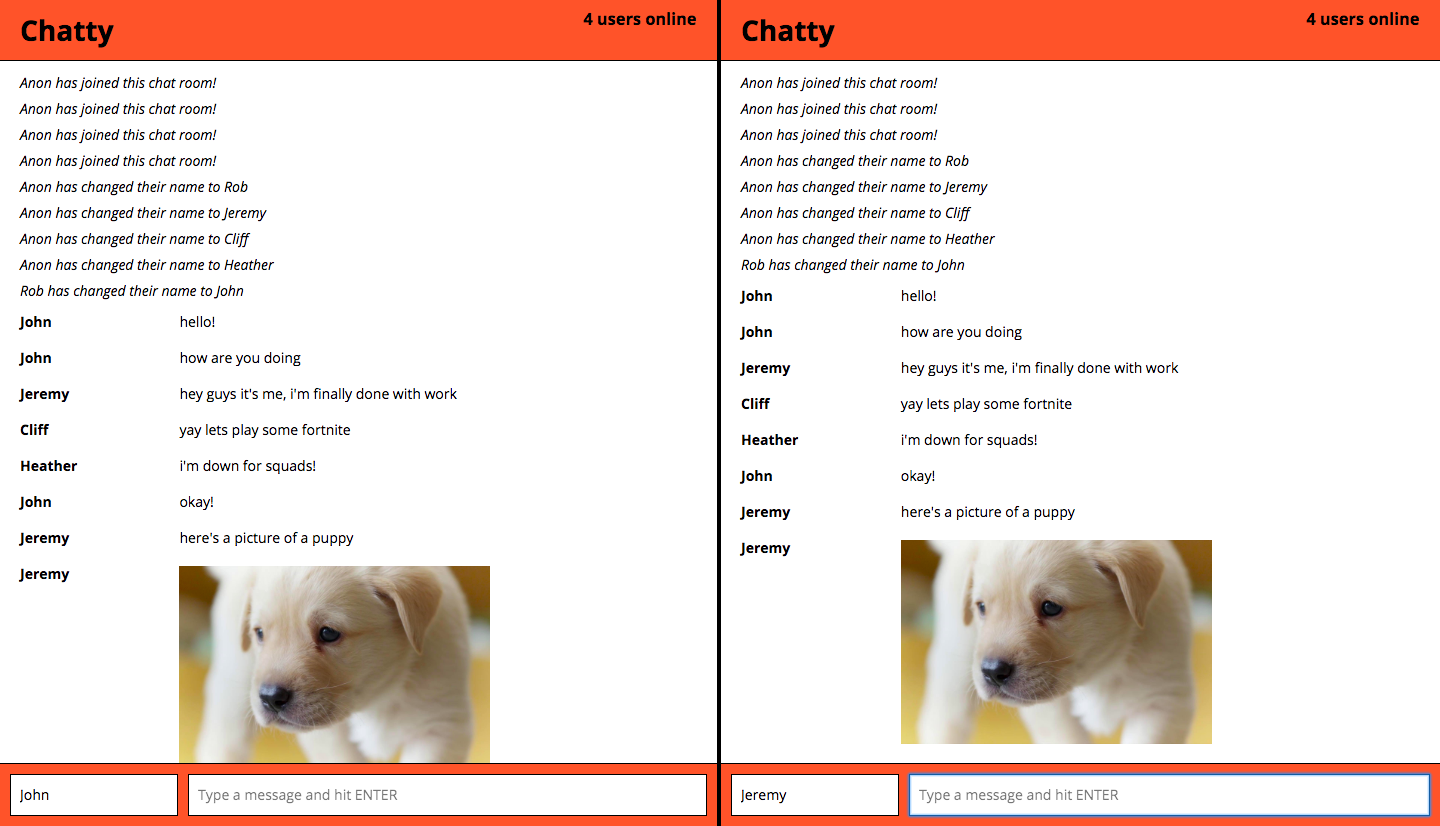 Chatty
4 users online
Anon has joined this chat room!
Anon has joined this chat room!
Anon has joined this chat room!
Anon has joined this chat room!
Anon has changed their name to Rob
Anon has changed their name to Jeremy
Anon has changed their name to Cliff
Anon has changed their name to Heather
Rob has changed their name to John
John hello!
John how are you doing
Jeremy hey guys it's me, i'm finally done with work
Cliff yay lets play some fortnite
Heather i'm down for squads!
John okay!
Jeremy here's a picture of a puppy
Jeremy
John Type a message and hit ENTER
Chatty
4 users online
Anon has joined this chat room!
Anon has joined this chat room!
Anon has joined this chat room!
Anon has changed their name to Rob
Anon has changed their name to Jeremy
Anon has changed their name to Cliff
Anon has changed their name to Heather
Rob has changed their name to John
John hello!
John how are you doing
Jeremy hey guys it's me, i'm finally done with work
Cliff yay lets play some fortnite
Heather i'm down for squads!
John okay!
Jeremy here's a picture of a puppy
Jeremy
Jeremy Type a message and hit ENTER